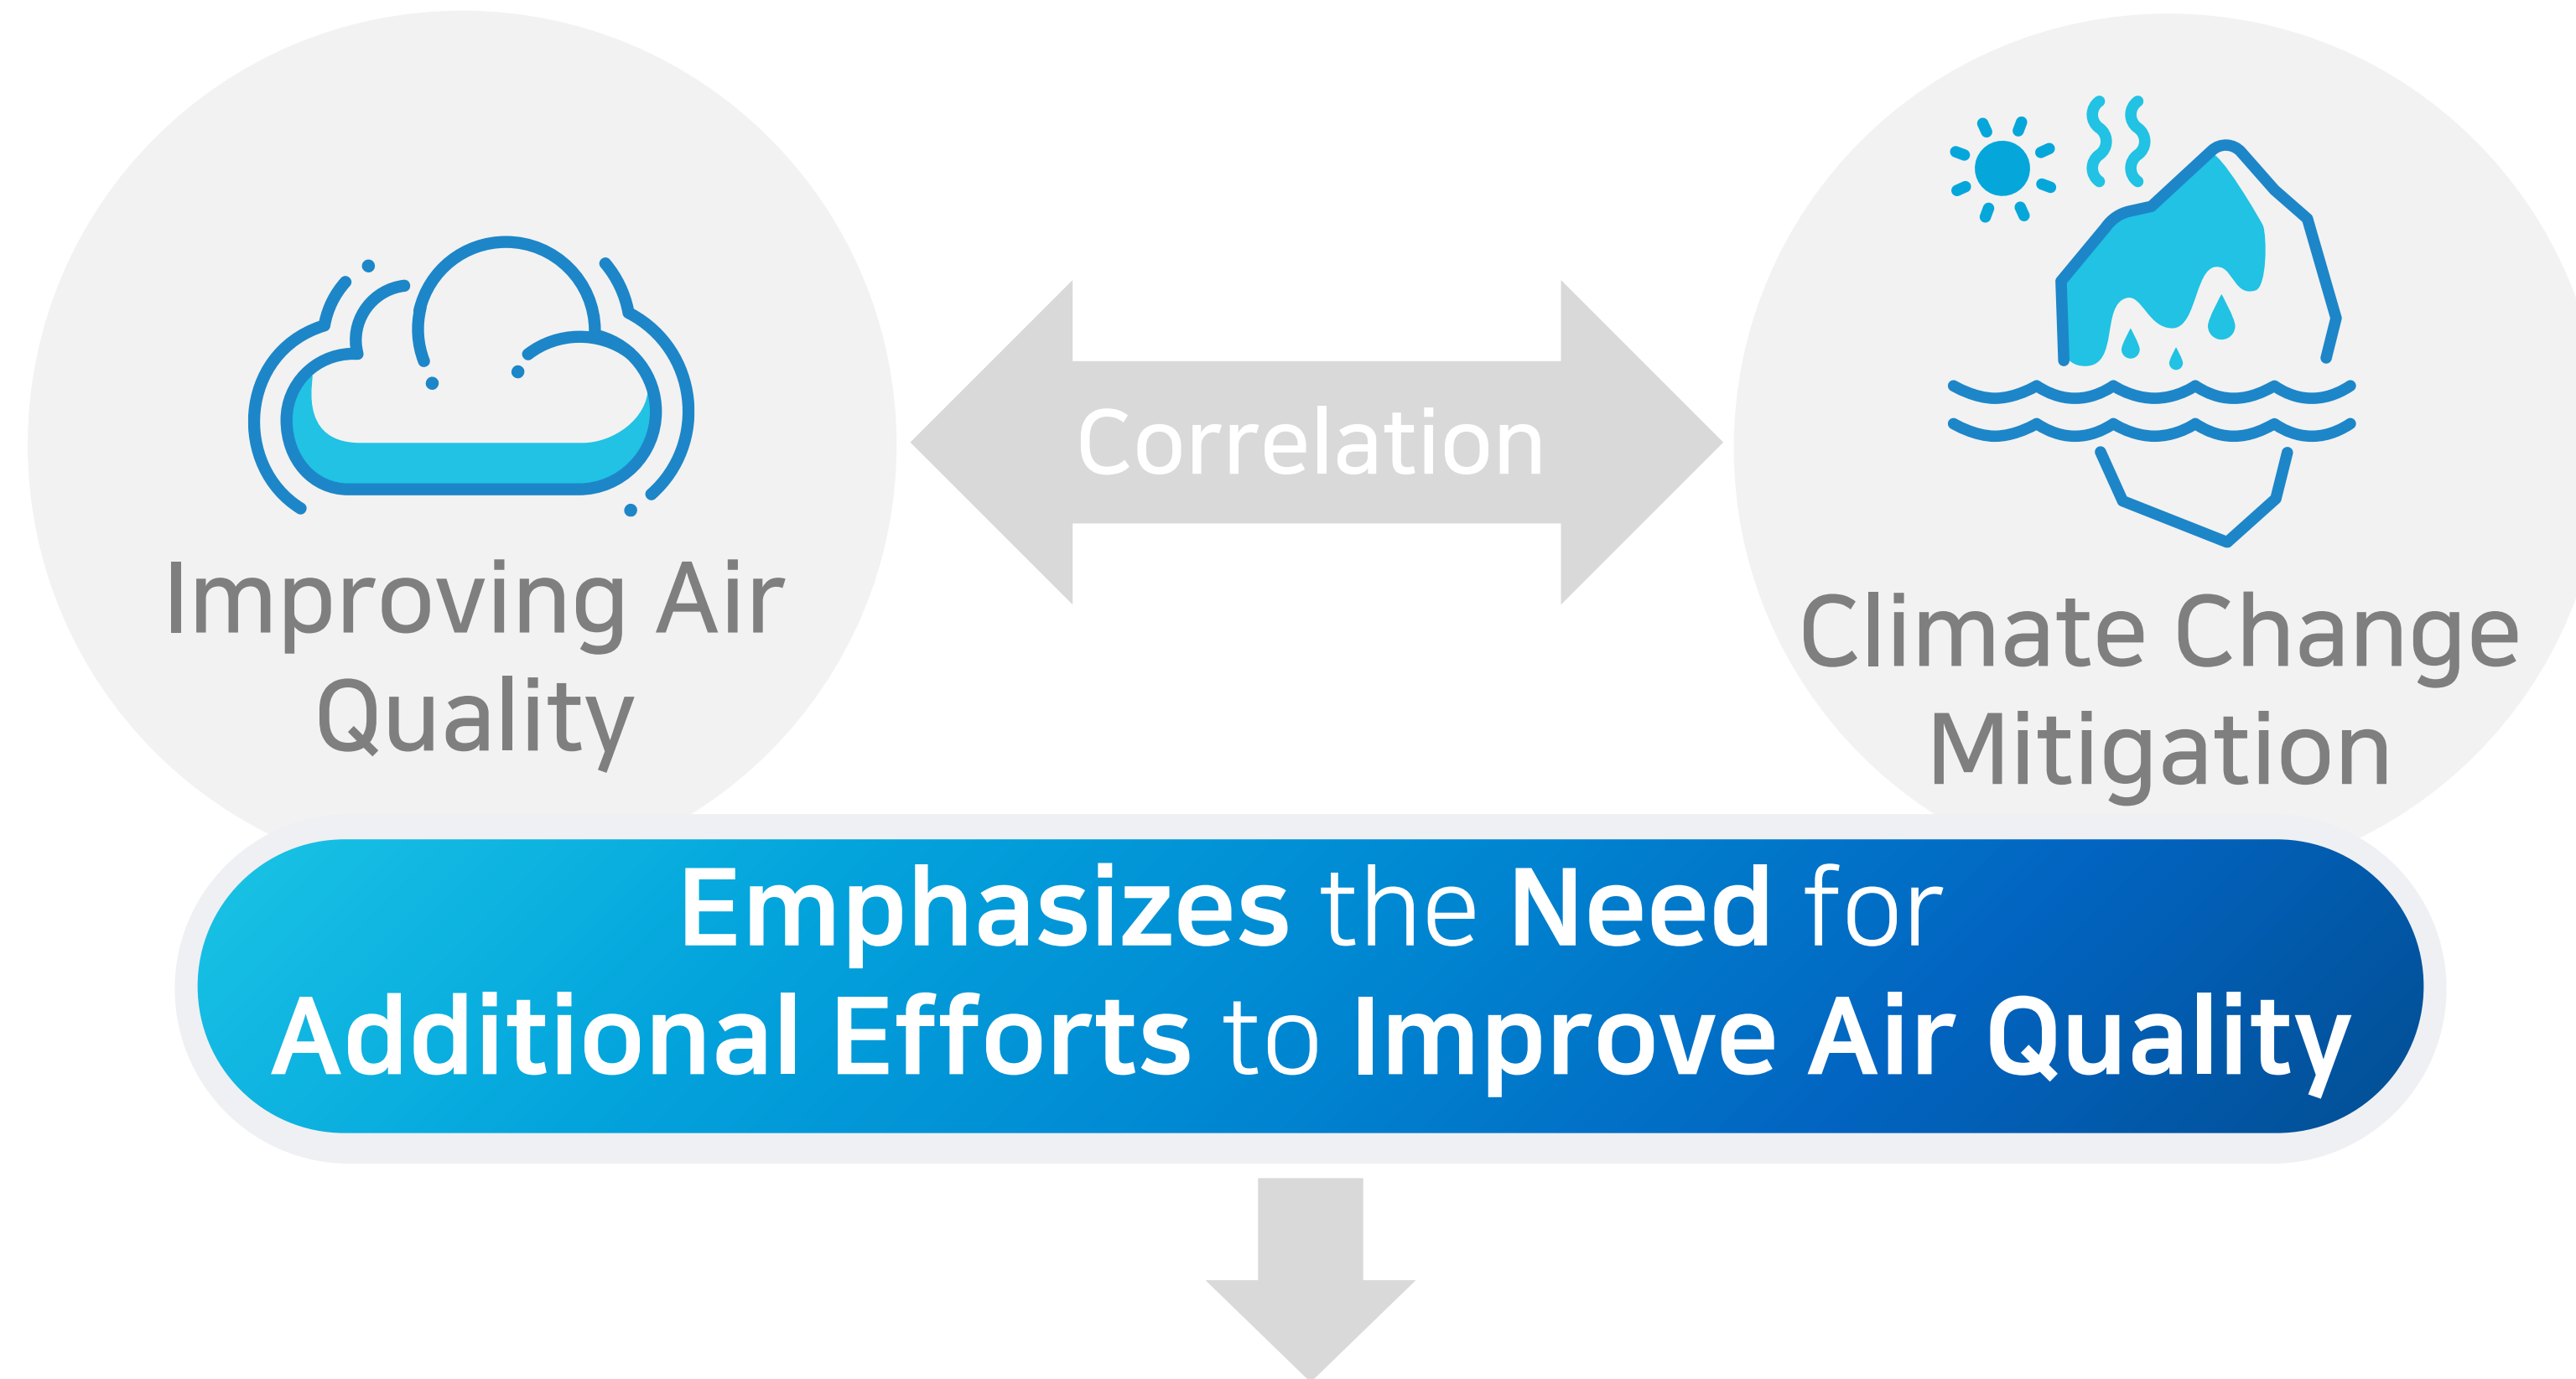 Improving Air
Quality
Correlation
Climate Change
Mitigation
Emphasizes the Need for
Additional Efforts to Improve Air Quality